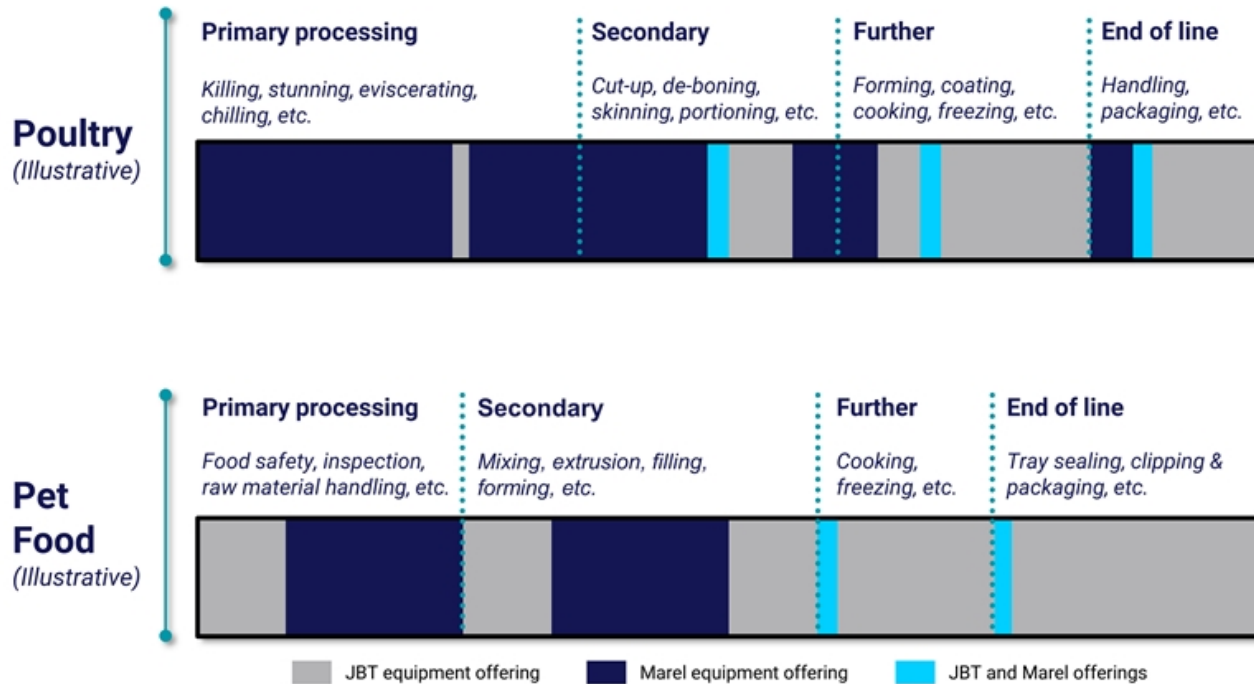 Primary processing
Secondary
Further
End of line
Killing, stunning, eviscerating,
chilling, etc.
Cut-up, de-boning,
skinning, portioning, etc.
Forming, coating,
cooking, freezing, etc.
Handling,
packaging, etc.
Poultry
(Illustrative)
Primary processing
Secondary
Further
End of line
Food safety, inspection,
raw material handling, etc.
Mixing, extrusion, filling,
forming, etc.
Cooking,
freezing, etc.
Tray sealing, clipping &
packaging, etc.
Pet
Food
(Illustrative)
JBT equipment offering
Marel equipment offering
JBT and Marel offerings